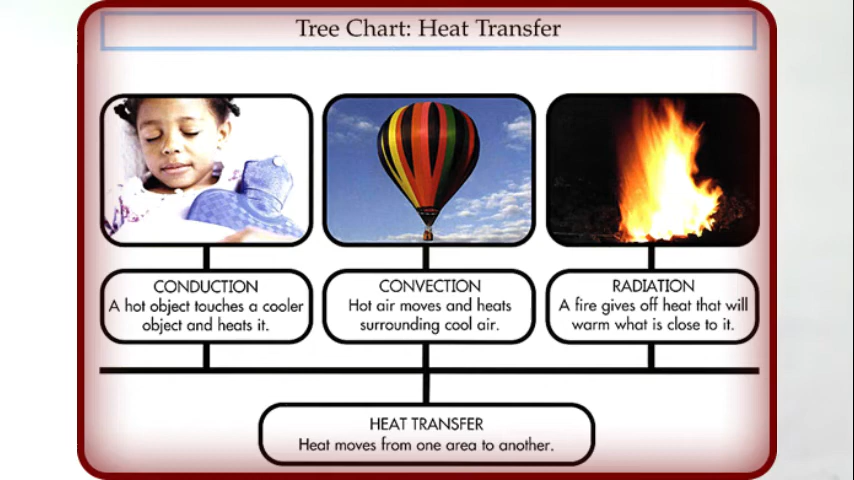 Tree Chart: Heat Transfer
CONDUCTION
A hot object touches a cooler
object and heats it.
CONVECTION
Hot air moves and heats
surrounding cool air.
RADIATION
A fire gives off heat that will
warm what is close to it.
HEAT TRANSFER
Heat moves from one area to another.